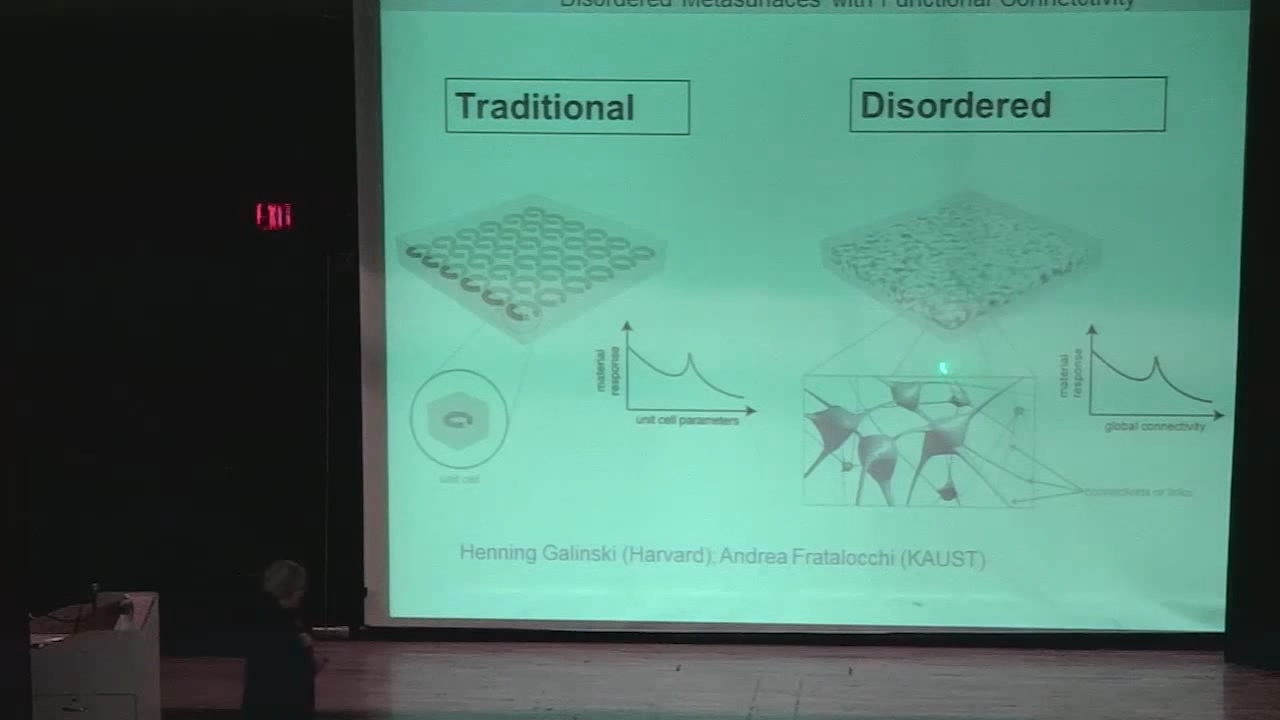 Disordered Metasurfaces with Functional Connectivity
Traditional
Disordered
EXIT
material
response
unit cell parameters
unit cell
material
response
global connectivity
connections or links
Henning Galinski (Harvard), Andrea Fratalocchi (KAUST)